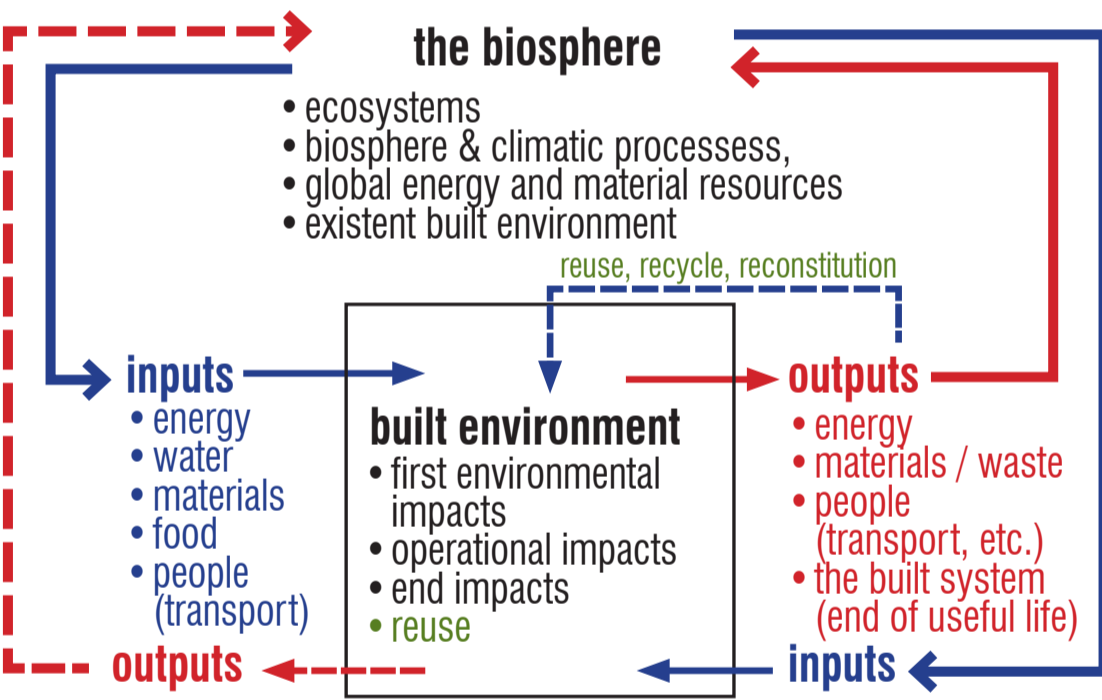 the biosphere
• ecosystems
• biosphere & climatic processess,
• global energy and material resources
• existent built environment
reuse, recycle, reconstitution
inputs
• energy
• water
• materials
• food
• people
(transport)
built environment
• first environmental
impacts
• operational impacts
• end impacts
• reuse
outputs
• energy
• materials / waste
• people
(transport, etc.)
• the built system
(end of useful life)
outputs
inputs